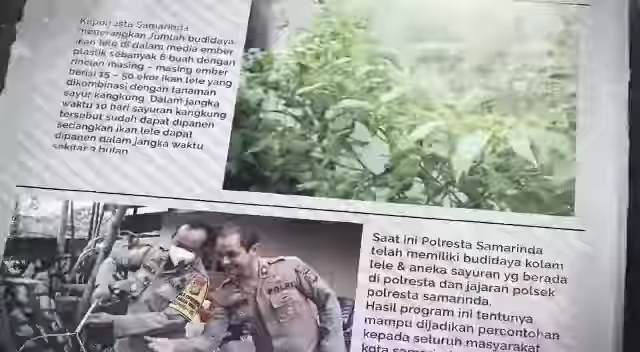 Kapolresta Samarinda
menerangkan Jumlah budidaya
ikan lele di dalam media ember
plastik sebanyak 6 buah dengan
rincian masing - masing ember
berisi 15 - 50 ekor ikan lele yang
dikombinasi dengan tanaman
sayur kangkung. Dalam jangka
waktu 10 hari sayuran kangkung
tersebut sudah dapat dipanen
sedangkan ikan lele dapat
dipanen dalam jangka waktu
sekitar 2 bulan
Saat ini Polresta Samarinda
telah memiliki budidaya kolam
lele & aneka sayuran yg berada
di polresta dan jajaran polsek
polresta samarinda.
Hasil program ini tentunya
mampu dijadikan percontohan
kepada seluruh masyarakat
kota
POLRI